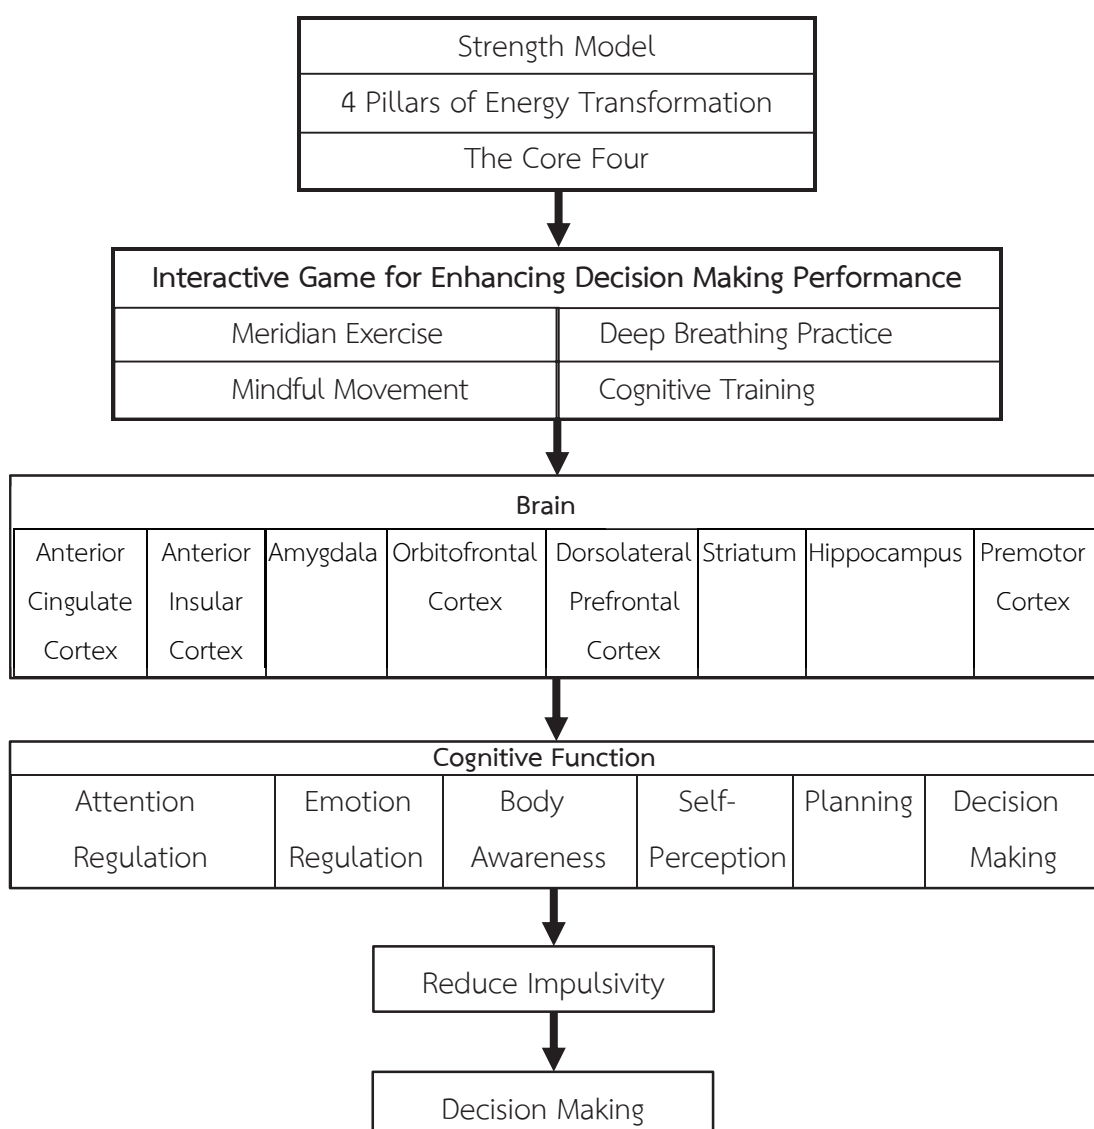 Strength Model
4 Pillars of Energy Transformation
The Core Four
Interactive Game for Enhancing Decision Making Performance
Meridian Exercise
Deep Breathing Practice
Mindful Movement
Cognitive Training
Brain
Anterior
Cingulate
Cortex
Anterior
Insular
Cortex
Amygdala
Orbitofrontal
Cortex
Dorsolateral
Prefrontal
Cortex
Striatum
Hippocampus
Premotor
Cortex
Cognitive Function
Attention
Regulation
Emotion
Regulation
Body
Awareness
Self-
Perception
Planning
Decision
Making
Reduce Impulsivity
Decision Making